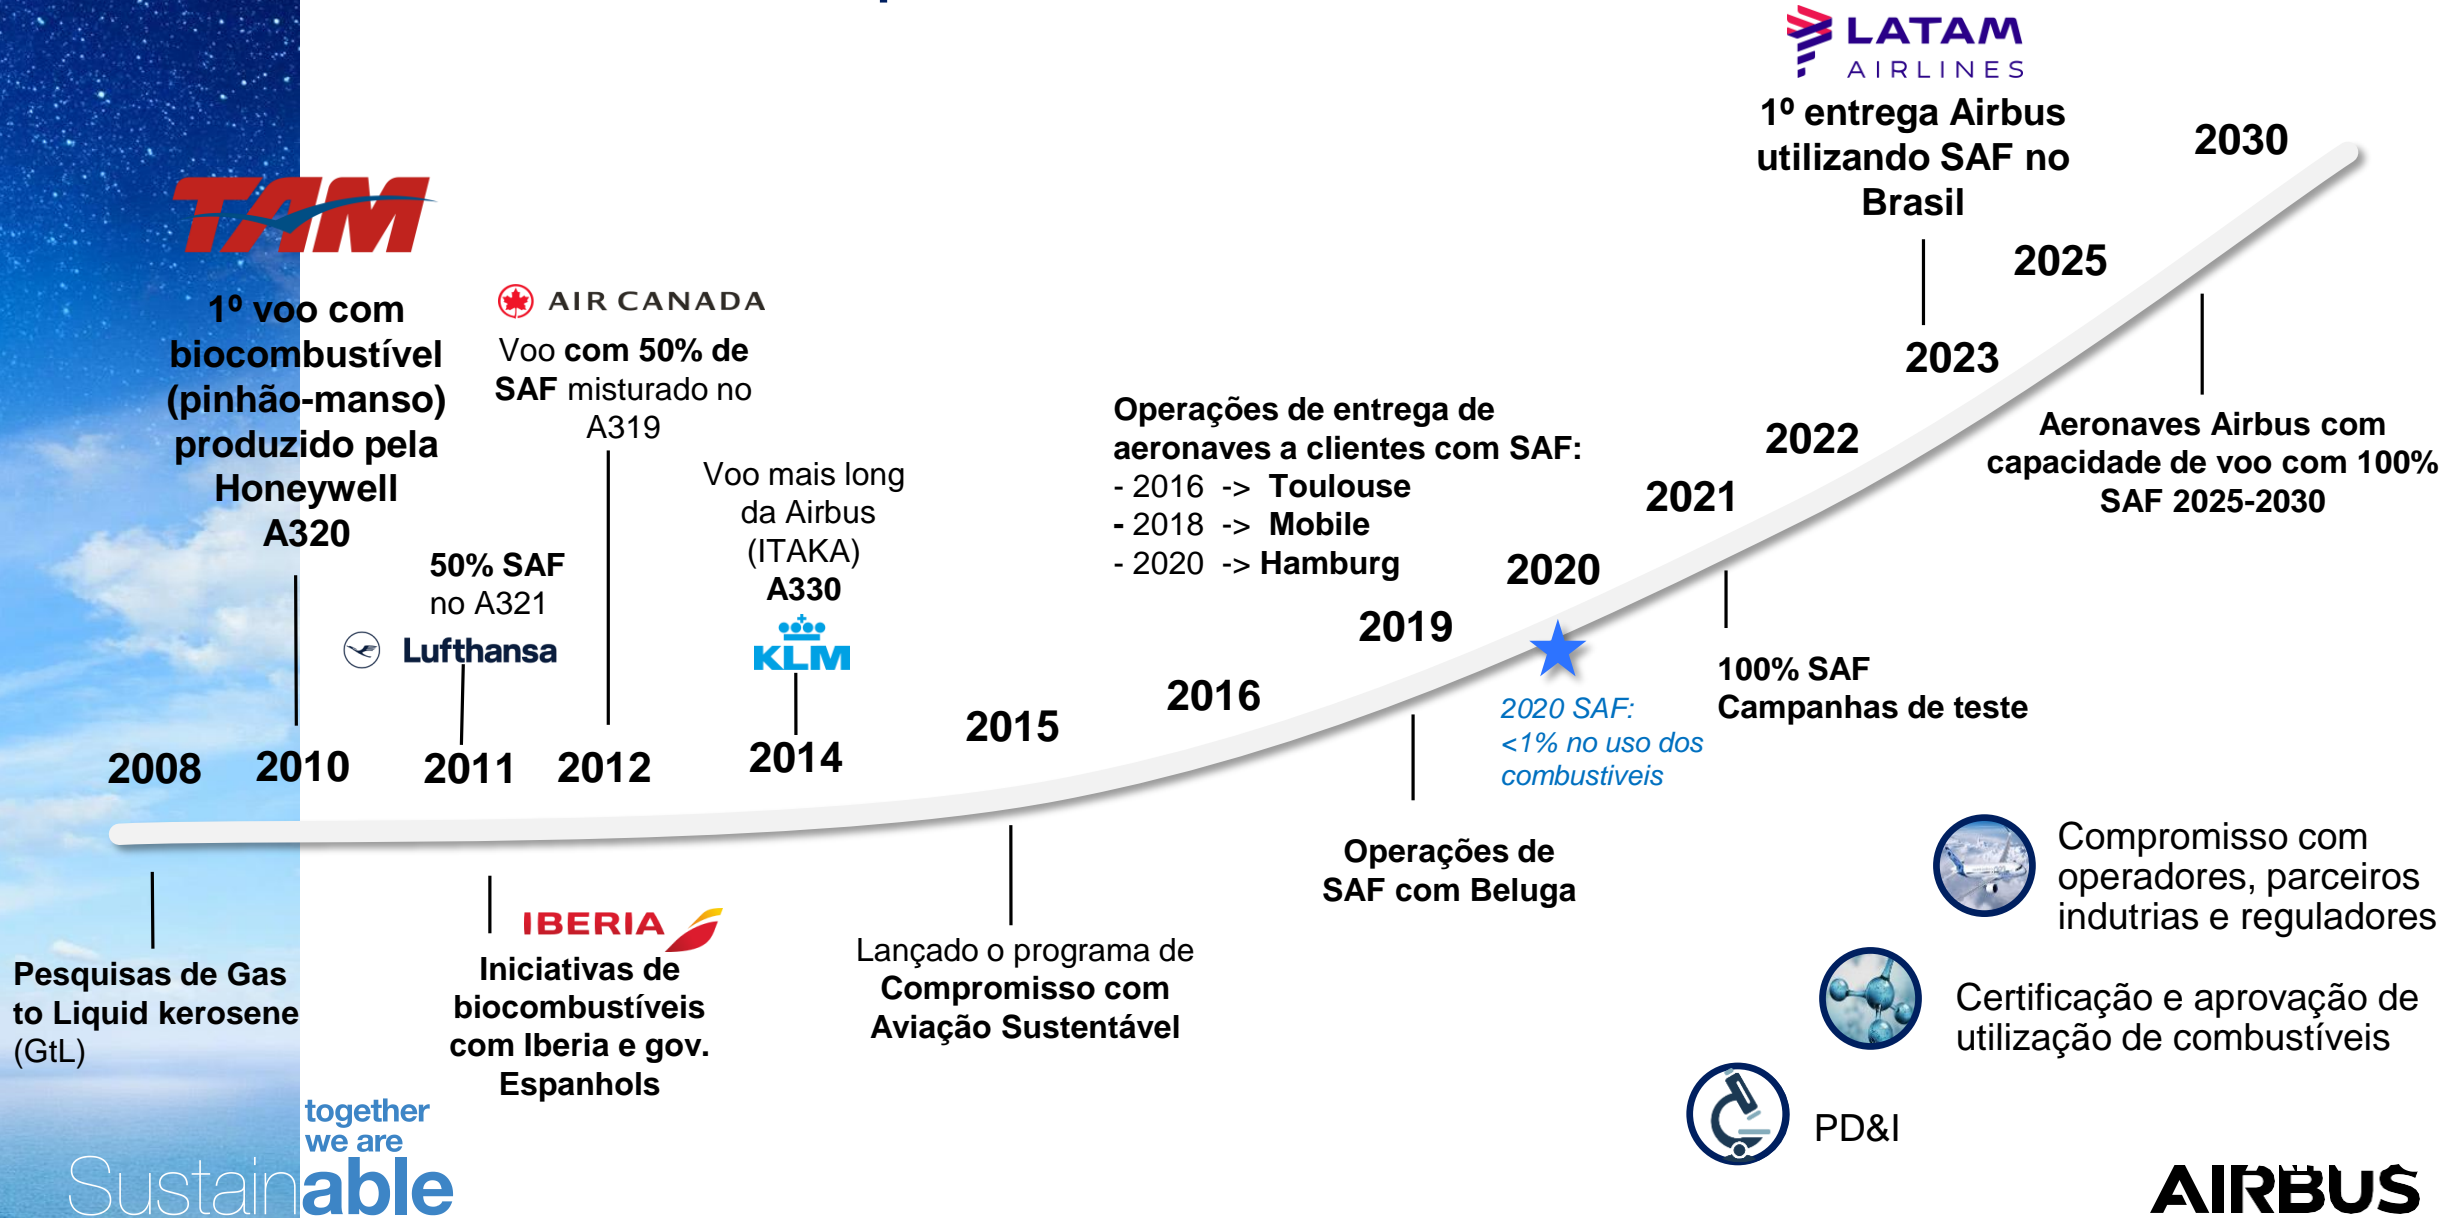 LATAM
AIRLINES
1º entrega Airbus
utilizando SAF no
Brasil
2030
TAM
1º voo com
biocombustível
(pinhão-manso)
produzido pela
Honeywell
A320
AIR CANADA
Voo com 50% de
SAF misturado no
A319
50% SAF
no A321
Lufthansa
Voo mais long
da Airbus
(ITAKA)
A330
KLM
Operações de entrega de
aeronaves a clientes com SAF:
- 2016 -> Toulouse
- 2018 -> Mobile
- 2020 -> Hamburg
2025
2023
2022
2021
2020
2019
2016
2015
2014
2012
2011
2010
2008
Aeronaves Airbus com
capacidade de voo com 100%
SAF 2025-2030
100% SAF
Campanhas de teste
2020 SAF:
<1% no uso dos
combustiveis
Operações de
SAF com Beluga
Lançado o programa de
Compromisso com
Aviação Sustentável
IBERIA
Iniciativas de
biocombustíveis
com Iberia e gov.
Espanhols
Pesquisas de Gas
to Liquid kerosene
(GtL)
Compromisso com
operadores, parceiros
indutrias e reguladores
Certificação e aprovação de
utilização de combustíveis
PD&I
together
we are
Sustainable
AIRBUS